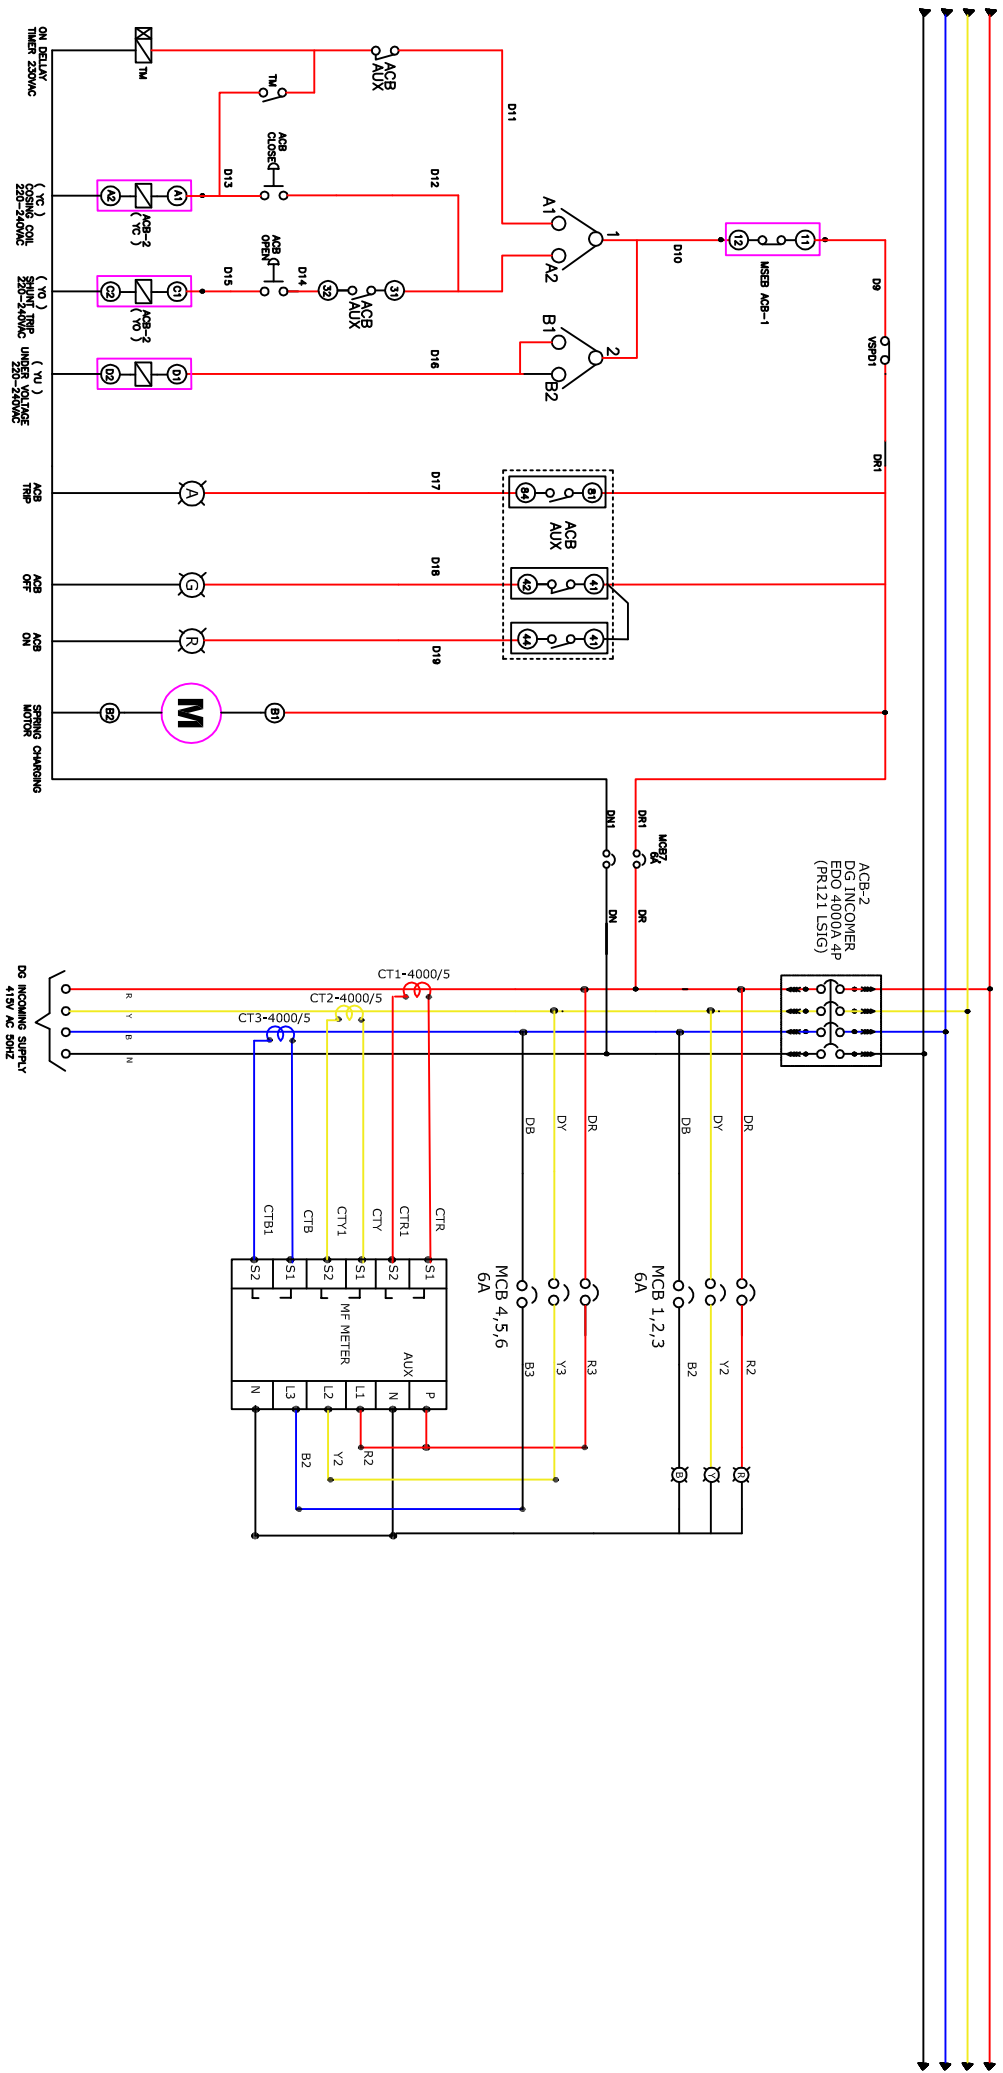 ON DELLAY
TIMER 230VAC
TM
TM
ACB
AUX
D11
( YC )
COSING COIL
220-240VAC
A2
A1
ACB-2
( YC )
D13
ACB
CLOSE
D12
A1
A2
1
D10
12
11
MSEB ACB-1
D9
( YO )
SHUNT TRIP
220-240VAC
C2
C1
ACB-2
( YO )
D15
ACB
OPEN
D14
32
31
ACB
AUX
( YU )
UNDER VOLTAGE
220-240VAC
D2
D1
D16
B1
B2
2
VSPD1
DR1
ACB
TRIP
A
D17
84
81
ACB
AUX
ACB
OFF
G
D18
42
41
ACB
ON
R
D19
44
41
SPRING CHARGING
MOTOR
B2
M
B1
DN1
DR1
MCB7
6A
DN
DR
ACB-2
DG INCOMER
EDO 4000A 4P
(PR121 LSIG)
DG INCOMING SUPPLY
415V AC 50HZ
R
Y
B
N
CT1-4000/5
CT2-4000/5
CT3-4000/5
DB
DY
DR
DB
DY
DR
CTB1
CTB
CTY1
CTY
CTR1
CTR
S2
S1
S2
S1
S2
S1
MF METER
AUX
N
L3
L2
L1
N
P
MCB 4,5,6
6A
MCB 1,2,3
6A
B3
Y3
R3
B2
Y2
R2
B2
Y2
R2
B
Y
R